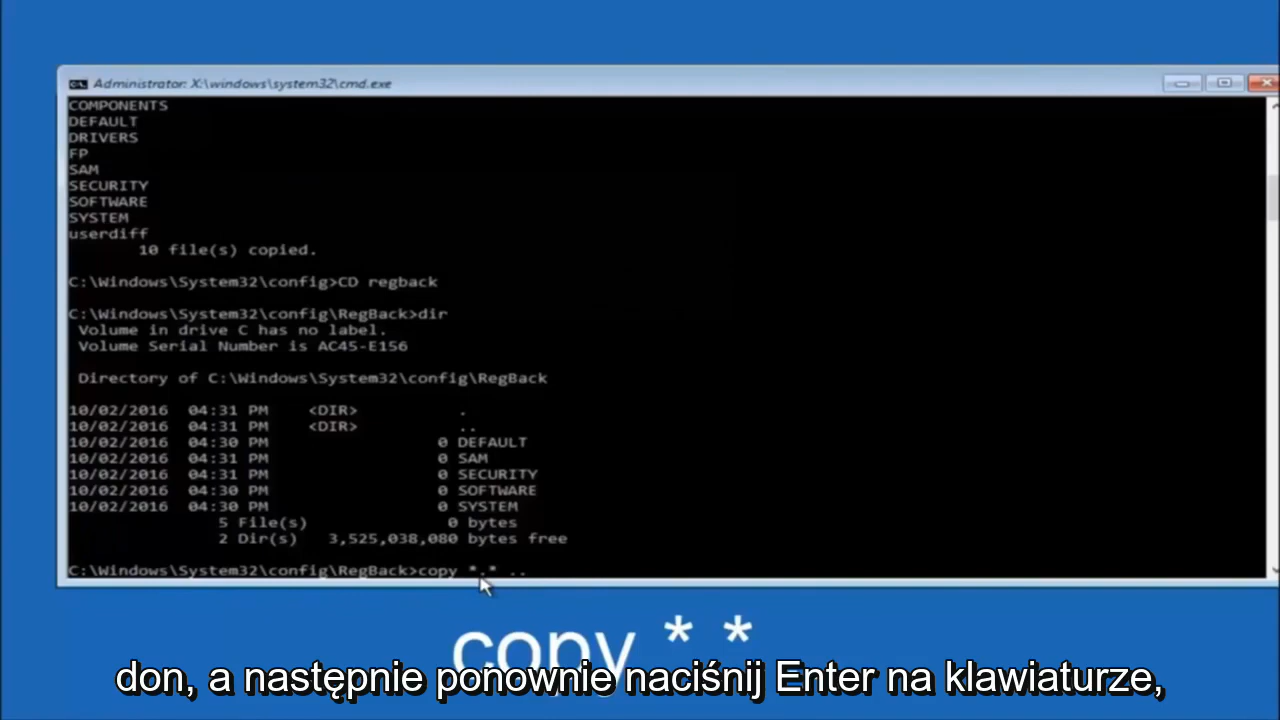 Administrator: X:\windows\system32\cmd.exe
COMPONENTS
DEFAULT
DRIVERS
FP
SAM
SECURITY
SOFTWARE
SYSTEM
userdiff
10 file(s) copied.
C:\Windows\System32\config>CD regback
C:\Windows\System32\config\RegBack>dir
Volume in drive C has no label.
Volume Serial Number is AC45-E156
Directory of C:\Windows\System32\config\RegBack
10/02/2016 04:31 PM <DIR> .
10/02/2016 04:31 PM <DIR> ..
10/02/2016 04:30 PM 0 DEFAULT
10/02/2016 04:31 PM 0 SAM
10/02/2016 04:31 PM 0 SECURITY
10/02/2016 04:30 PM 0 SOFTWARE
10/02/2016 04:30 PM 0 SYSTEM
5 File(s) 0 bytes
2 Dir(s) 3,525,038,080 bytes free
C:\Windows\System32\config\RegBack>copy *.* ..
copy * *
don, a następnie ponownie naciśnij Enter na klawiaturze,